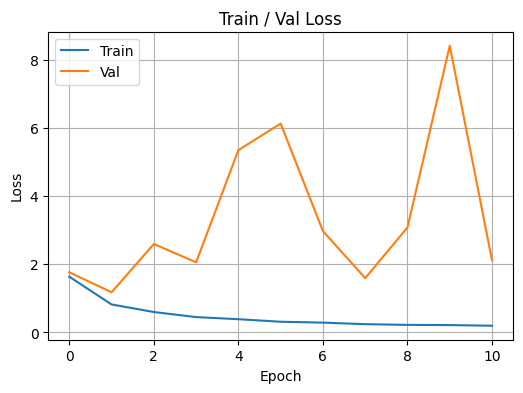 Train / Val Loss
Train
Val
8
6
4
2
0
Loss
0 2 4 6 8 10
Epoch